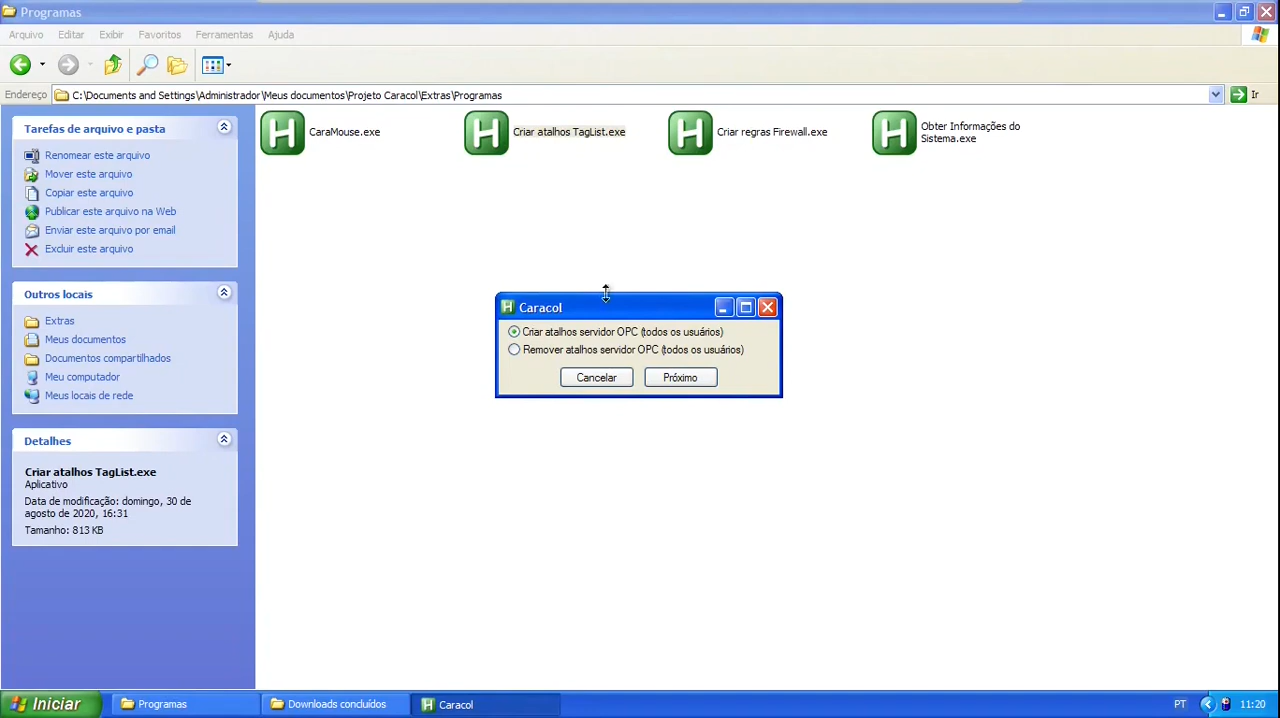 Programas
Arquivo Editar Exibir Favoritos Ferramentas Ajuda
Endereço C:\Documents and Settings\Administrador\Meus documentos\Projeto Caracol\Extras\Programas Ir
Tarefas de arquivo e pasta
Renomear este arquivo
Mover este arquivo
Copiar este arquivo
Publicar este arquivo na Web
Enviar este arquivo por email
Excluir este arquivo
Outros locais
Extras
Meus documentos
Documentos compartilhados
Meu computador
Meus locais de rede
Detalhes
Criar atalhos TagList.exe
Aplicativo
Data de modificação: domingo, 30 de
agosto de 2020, 16:31
Tamanho: 813 KB
H CaraMouse.exe
H Criar atalhos TagList.exe
H Criar regras Firewall.exe
H Obter Informações do
Sistema.exe
H Caracol
Criar atalhos servidor OPC (todos os usuários)
Remover atalhos servidor OPC (todos os usuários)
Cancelar Próximo
Iniciar Programas Downloads concluídos H Caracol PT 11:20